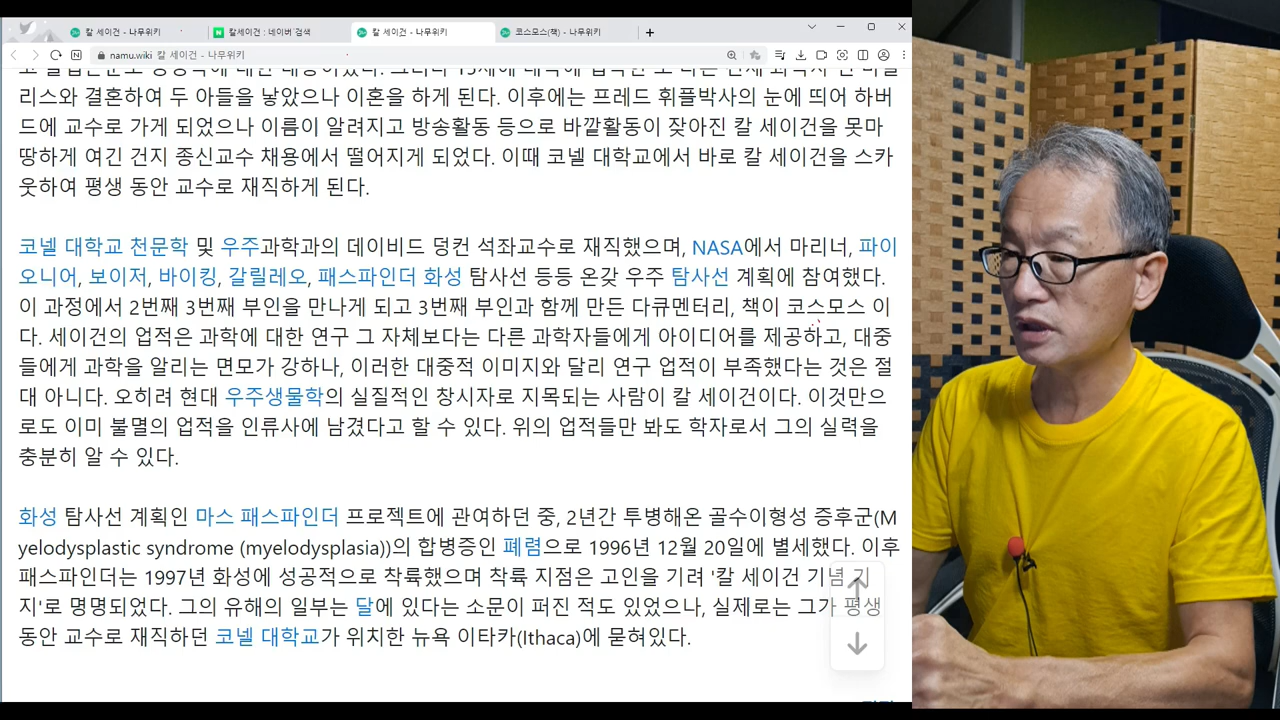 칼 세이건 - 나무위키
칼세이건 : 네이버 검색
칼 세이건 - 나무위키
코스모스(책) - 나무위키
namu.wiki 칼 세이건 - 나무위키
리스와 결혼하여 두 아들을 낳았으나 이혼을 하게 된다. 이후에는 프레드 휘플박사의 눈에 띄어 하버
드에 교수로 가게 되었으나 이름이 알려지고 방송활동 등으로 바깥활동이 잦아진 칼 세이건을 못마
땅하게 여긴 건지 종신교수 채용에서 떨어지게 되었다. 이때 코넬 대학교에서 바로 칼 세이건을 스카
웃하여 평생 동안 교수로 재직하게 된다.
코넬 대학교 천문학 및 우주과학과의 데이비드 덩컨 석좌교수로 재직했으며, NASA에서 마리너, 파이
오니어, 보이저, 바이킹, 갈릴레오, 패스파인더 화성 탐사선 등등 온갖 우주 탐사선 계획에 참여했다.
이 과정에서 2번째 3번째 부인을 만나게 되고 3번째 부인과 함께 만든 다큐멘터리, 책이 코스모스 이
다. 세이건의 업적은 과학에 대한 연구 그 자체보다는 다른 과학자들에게 아이디어를 제공하고, 대중
들에게 과학을 알리는 면모가 강하나, 이러한 대중적 이미지와 달리 연구 업적이 부족했다는 것은 절
대 아니다. 오히려 현대 우주생물학의 실질적인 창시자로 지목되는 사람이 칼 세이건이다. 이것만으
로도 이미 불멸의 업적을 인류사에 남겼다고 할 수 있다. 위의 업적들만 봐도 학자로서 그의 실력을
충분히 알 수 있다.
화성 탐사선 계획인 마스 패스파인더 프로젝트에 관여하던 중, 2년간 투병해온 골수이형성 증후군(M
yelodysplastic syndrome (myelodysplasia))의 합병증인 폐렴으로 1996년 12월 20일에 별세했다. 이후
패스파인더는 1997년 화성에 성공적으로 착륙했으며 착륙 지점은 고인을 기려 '칼 세이건 기념 기
지'로 명명되었다. 그의 유해의 일부는 달에 있다는 소문이 퍼진 적도 있었으나, 실제로는 그가 평생
동안 교수로 재직하던 코넬 대학교가 위치한 뉴욕 이타카(Ithaca)에 묻혀있다.